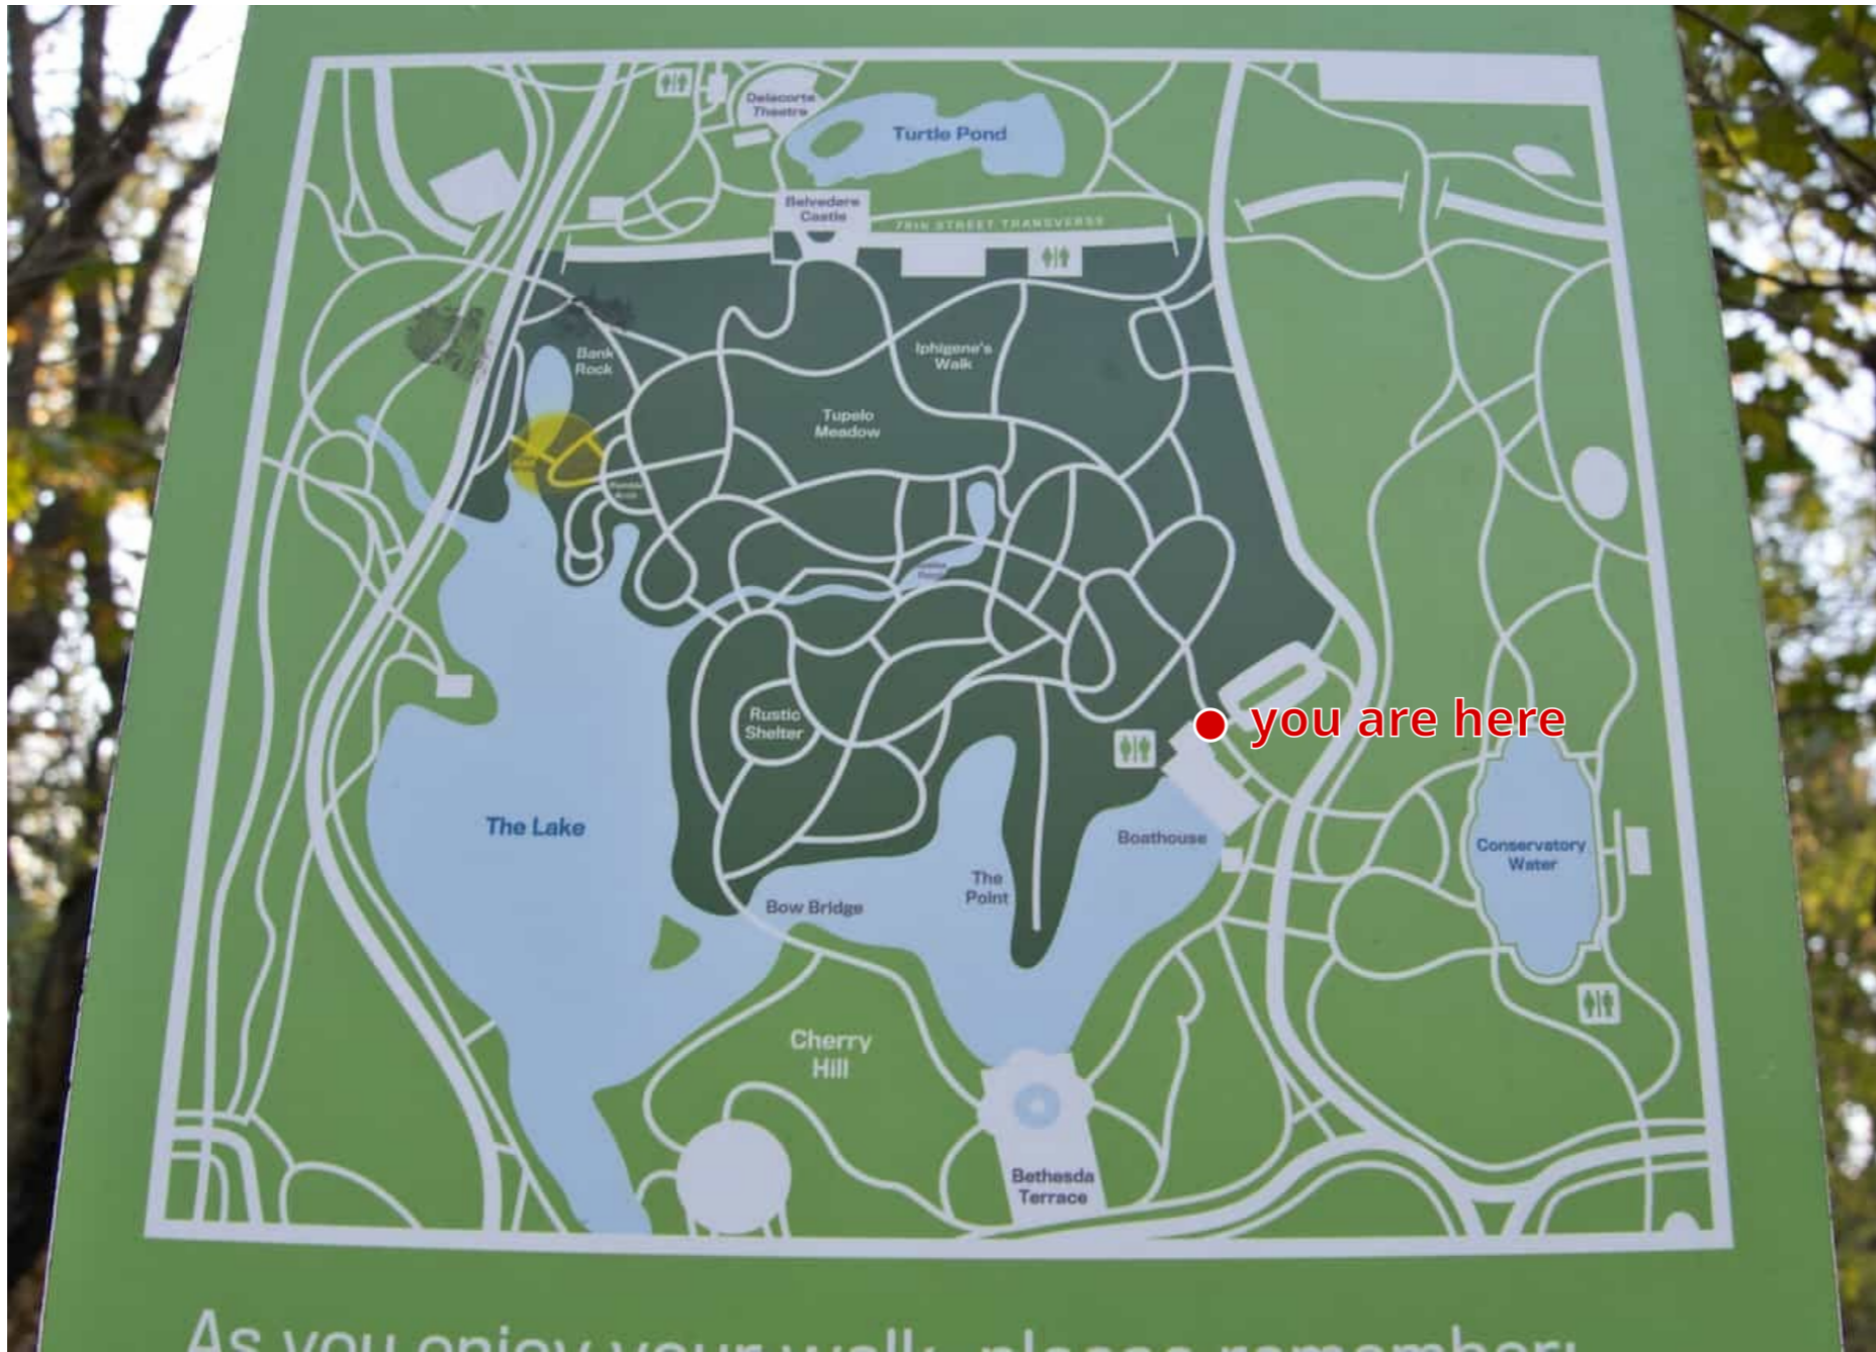 Delacorte
Theatre
Turtle Pond
Belvedere
Castle
79TH STREET TRANSVERSE
Bank
Rock
Iphigene's
Walk
Tupelo
Meadow
Rustic
Shelter
you are here
The Lake
Boathouse
Conservatory
Water
The
Point
Bow Bridge
Cherry
Hill
Bethesda
Terrace
As you enjoy your walk, please remember: